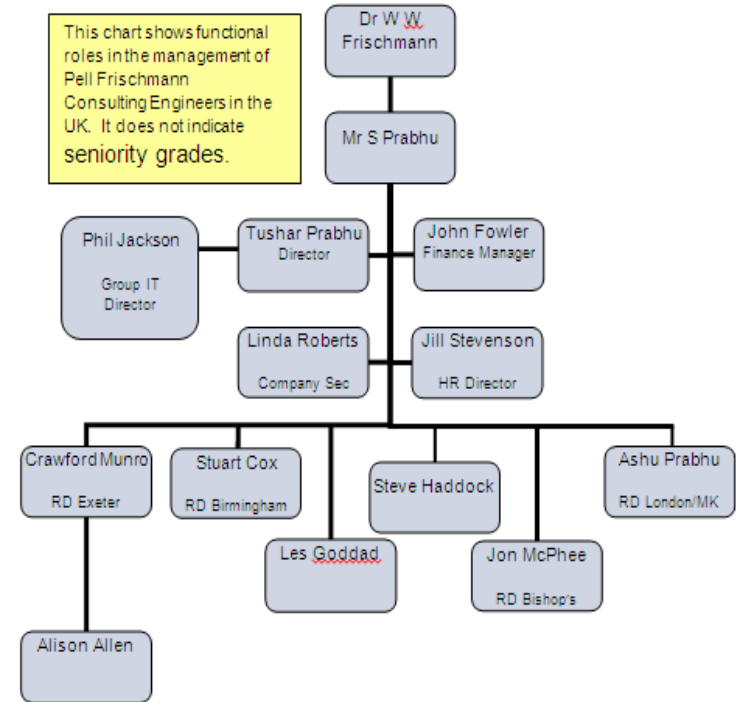 This chart shows functional
roles in the management of
Pell Frischmann
Consulting Engineers in the
UK. It does not indicate
seniority grades.
Dr W W
Frischmann
Mr S Prabhu
Phil Jackson
Group IT
Director
Tushar Prabhu
Director
John Fowler
Finance Manager
Linda Roberts
Company Sec
Jill Stevenson
HR Director
Crawford Munro
RD Exeter
Stuart Cox
RD Birmingham
Les Goddad
Steve Haddock
Jon McPhee
RD Bishop's
Ashu Prabhu
RD London/MK
Alison Allen